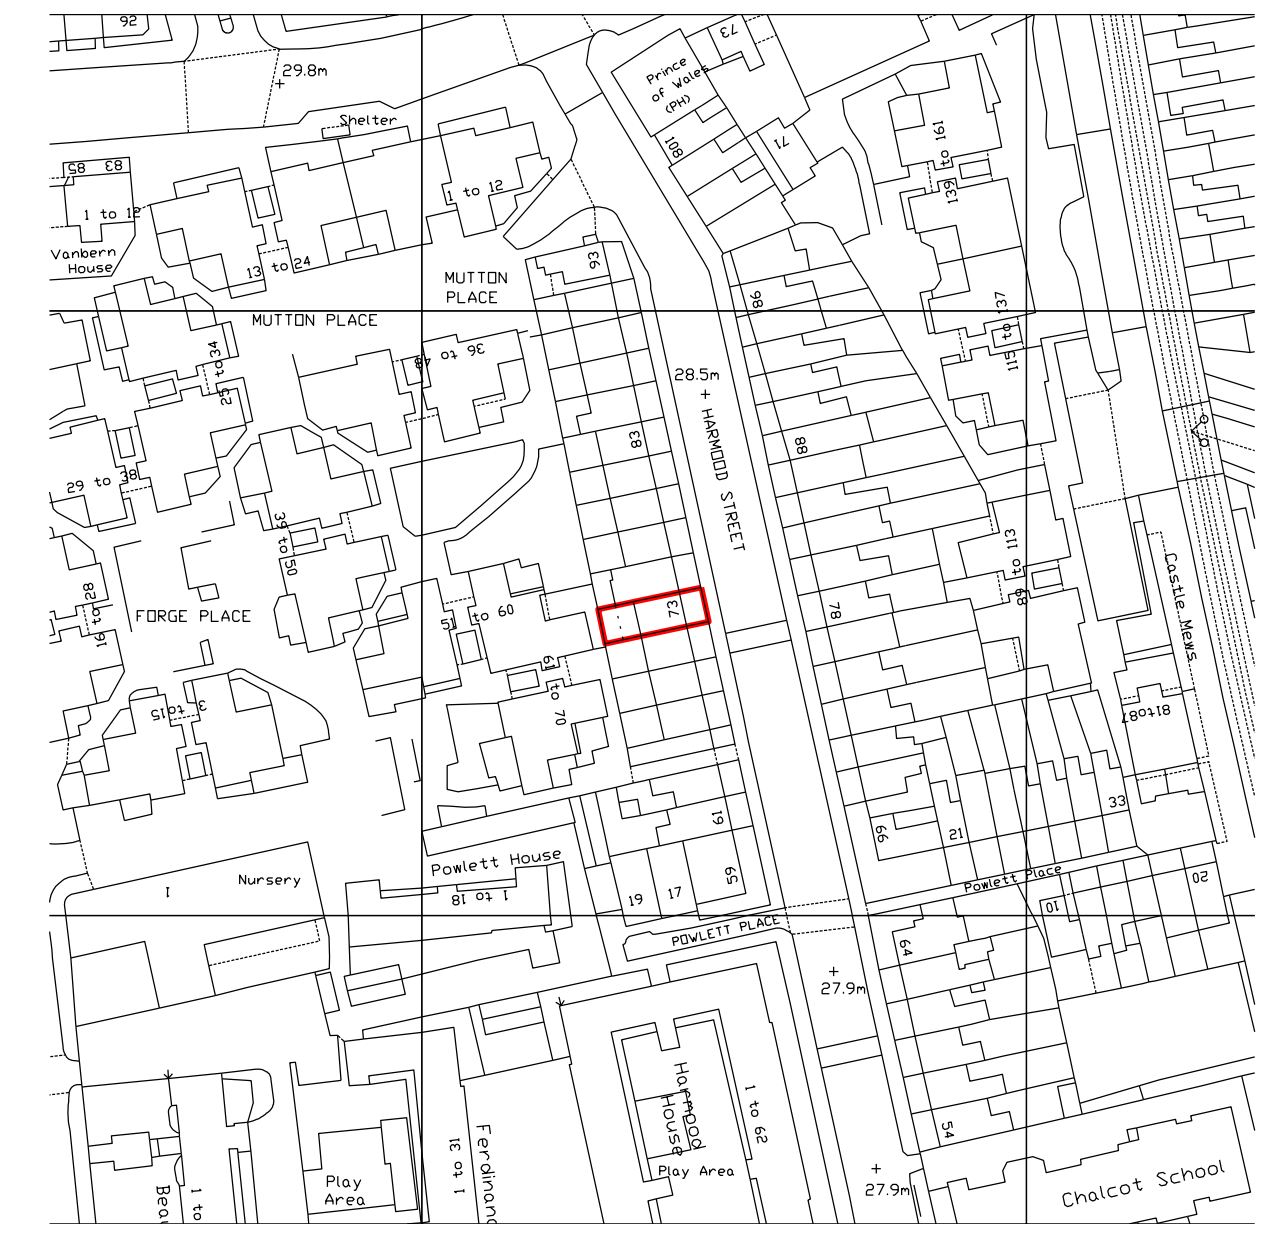 92
73
29.8m
Prince
of Wales
(PH)
Shelter
108
71
161 to 139
85 83
1 to 12
1 to 12
Vanbern
House
13 to 24
93
MUTTON
PLACE
98
MUTTON PLACE
115 to 137
25 to 34
36 to 48
28.5m
HARMOOD STREET
83
88
29 to 38
39 to 50
113 to 89
Castle Mews
16 to 28
FORGE PLACE
51 to 60
73
78
61 to 70
3 to 15
81 to 87
33
61
66
21
Powlett House
Nursery
1
1 to 18
59
19
17
Powlett Place
20
10
POWLETT PLACE
64
27.9m
Harmood
House
1 to 62
54
Ferdinand
1 to 31
Play Area
Play
Area
27.9m
Chalcot School
Beau
1 to